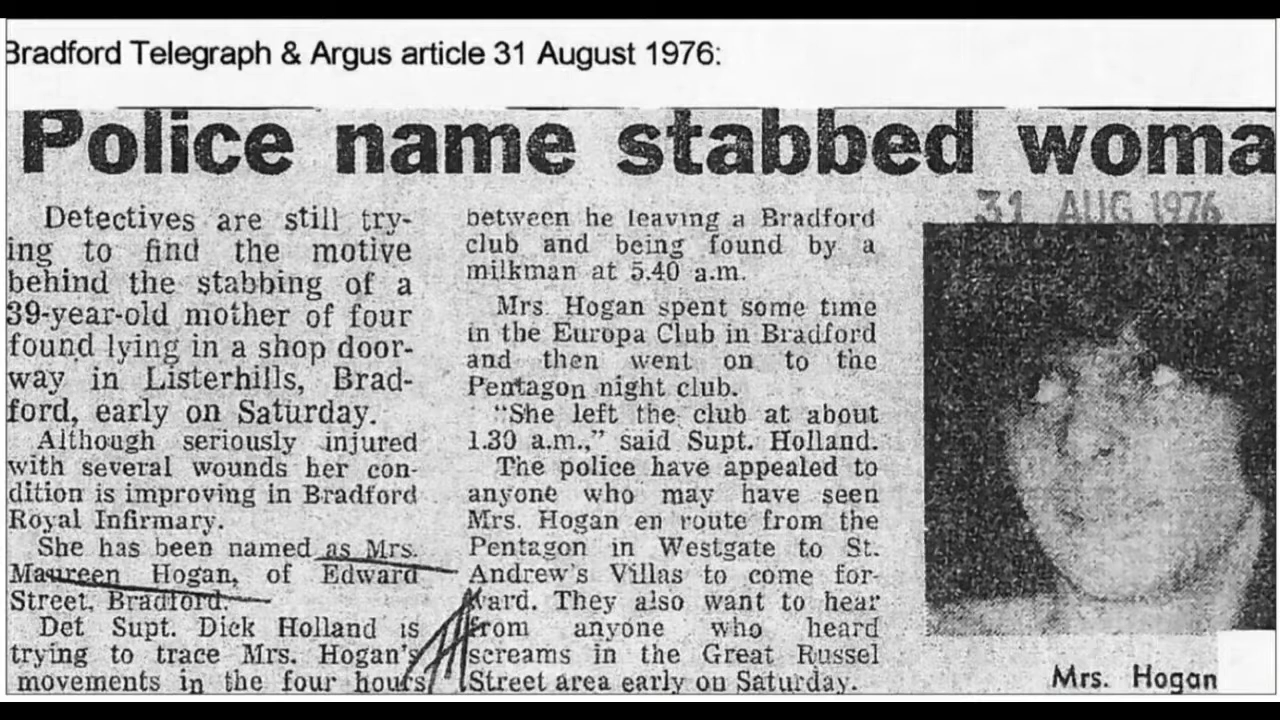 Bradford Telegraph & Argus article 31 August 1976:
Police name stabbed woma
31 AUG 1976
Detectives are still try-
ing to find the motive
behind the stabbing of a
39-year-old mother of four
found lying in a shop door-
way in Listerhills, Brad-
ford, early on Saturday.
Although seriously injured
with several wounds her con-
dition is improving in Bradford
Royal Infirmary.
She has been named as Mrs.
Maureen Hogan, of Edward
Street, Bradford.
Det Supt. Dick Holland is
trying to trace Mrs. Hogan's
movements in the four hours
between he leaving a Bradford
club and being found by a
milkman at 5.40 a.m.
Mrs. Hogan spent some time
in the Europa Club in Bradford
and then went on to the
Pentagon night club.
"She left the club at about
1.30 a.m.," said Supt. Holland.
The police have appealed to
anyone who may have seen
Mrs. Hogan en route from the
Pentagon in Westgate to St.
Andrew's Villas to come for-
ward. They also want to hear
from anyone who heard
screams in the Great Russel
Street area early on Saturday.
Mrs. Hogan